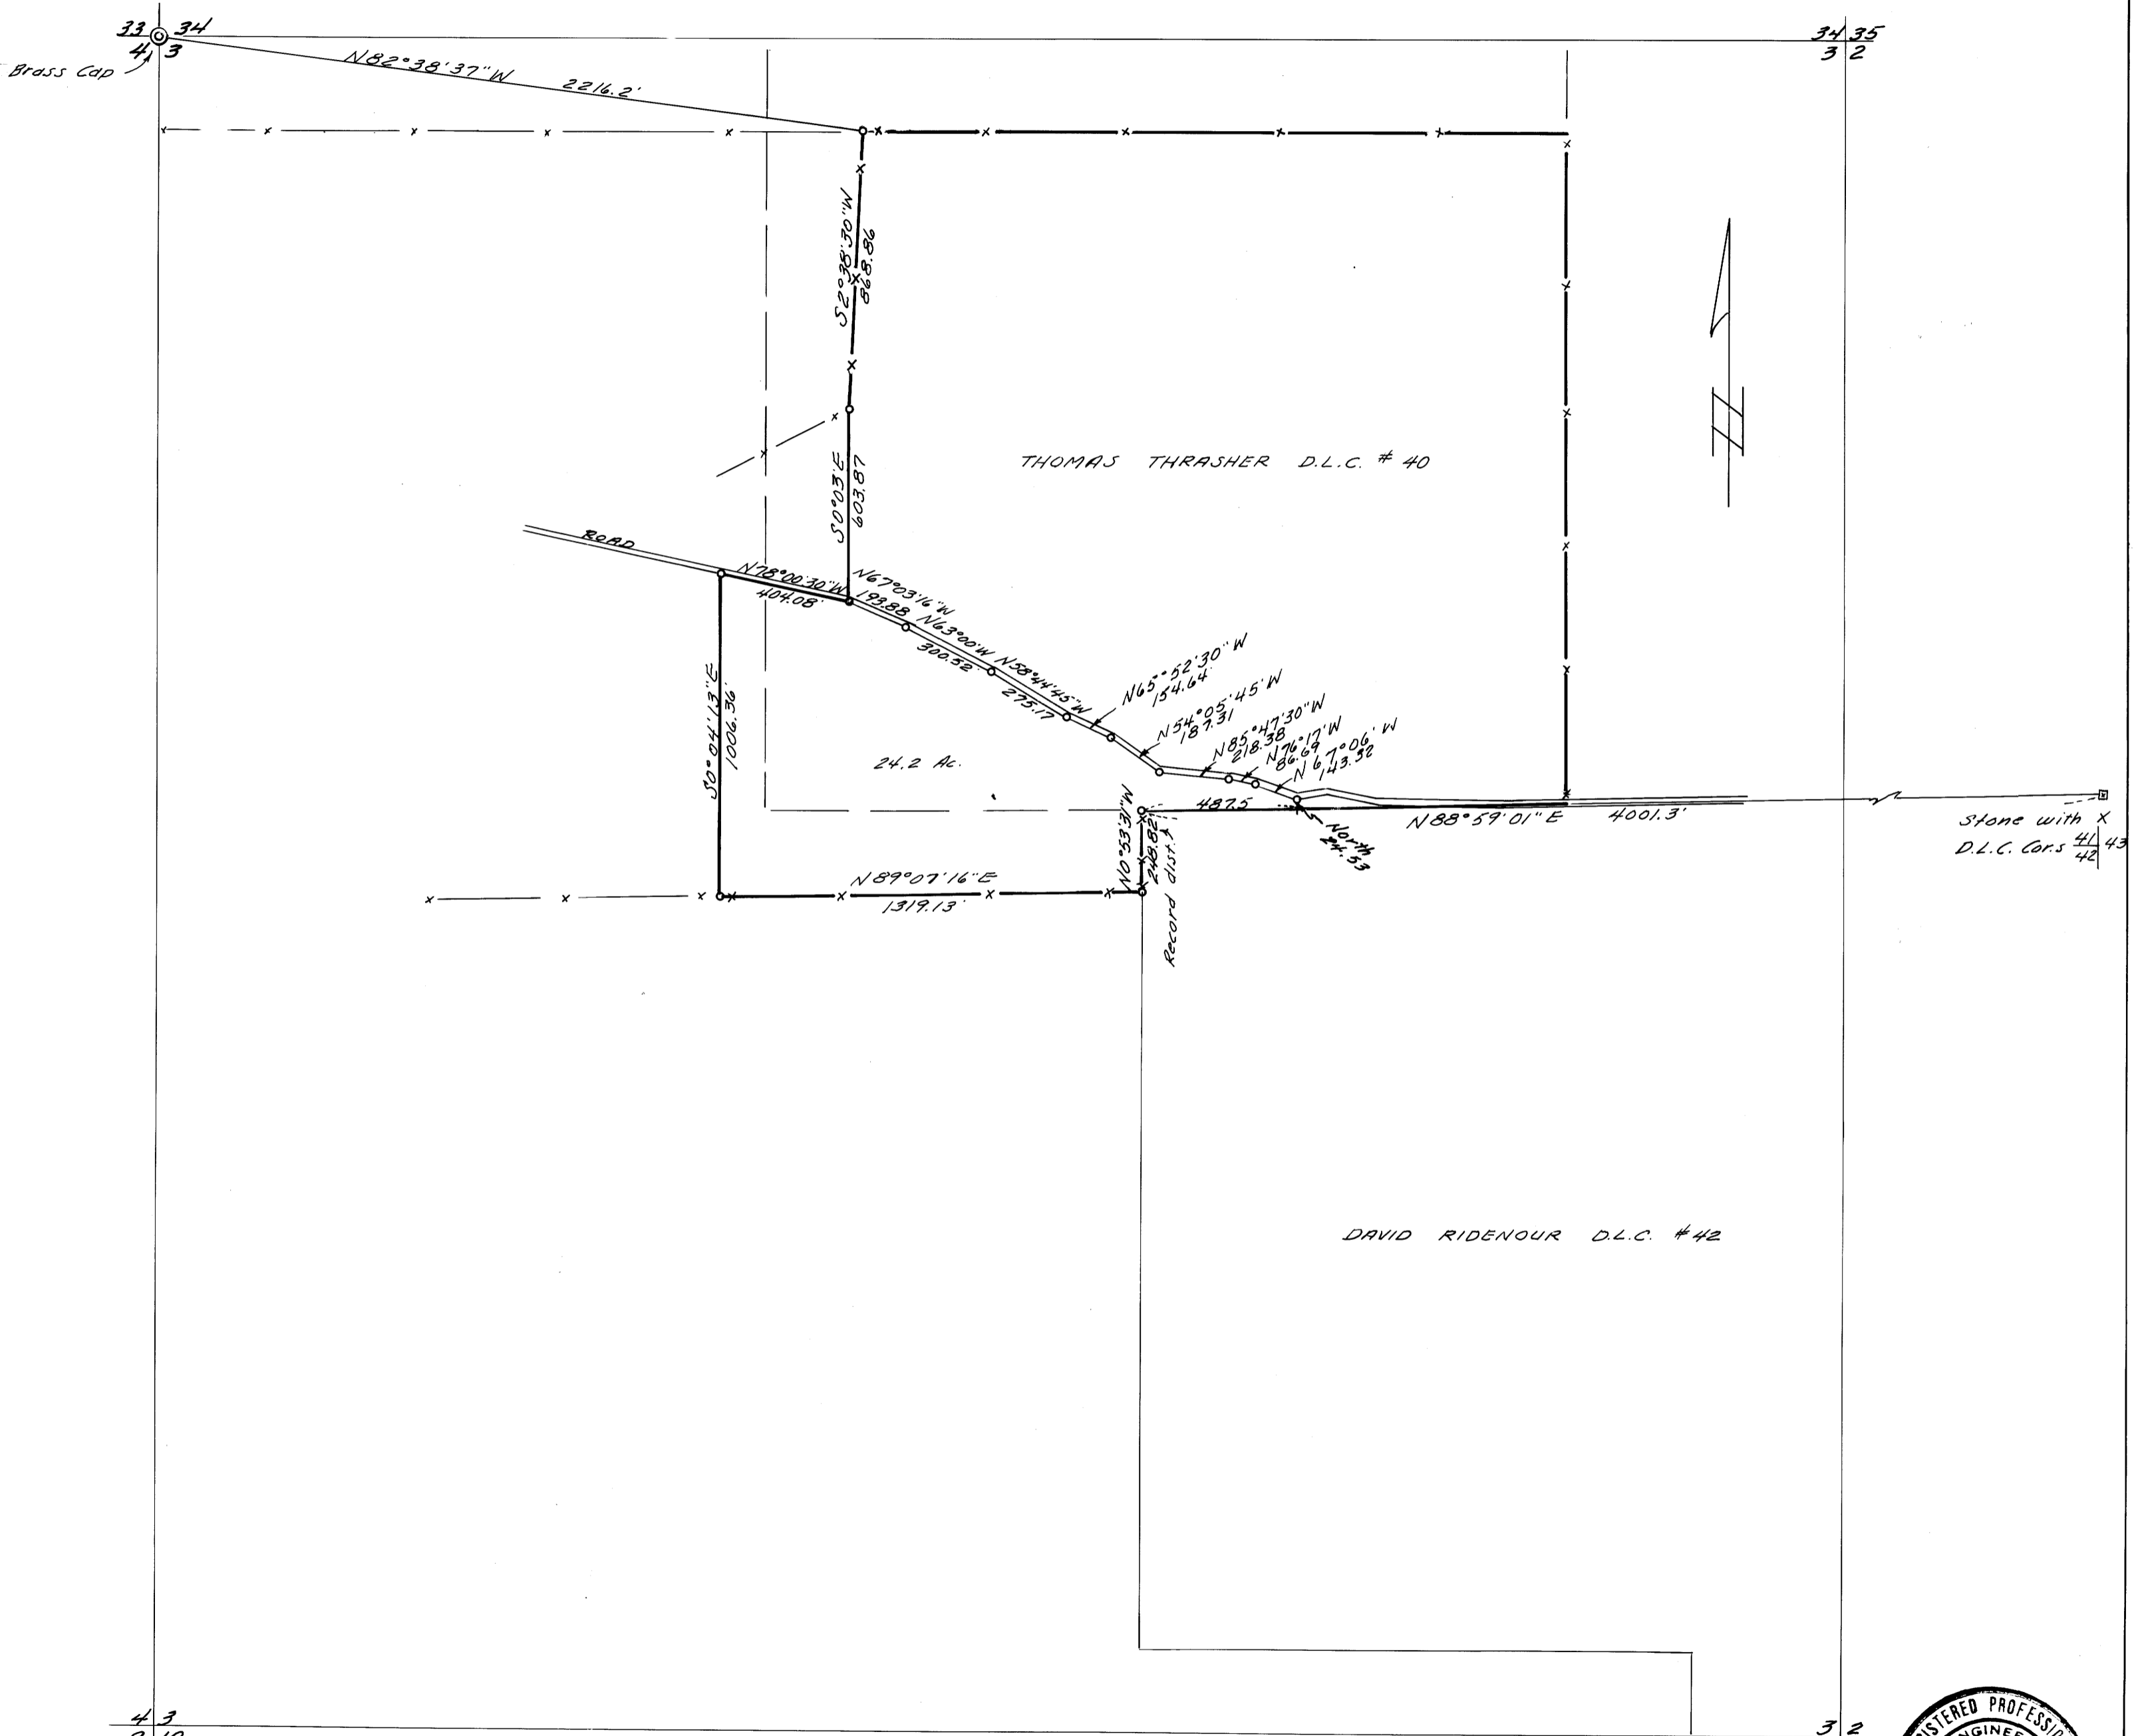 33 34
4 3
Brass Cap
34 35
3 2
N82°38'37"W 2216.2'
S2°38'30"W
868.86
THOMAS THRASHER D.L.C. # 40
S0°03'E
603.87
ROAD
N78°00'30"W
404.08'
N67°03'16"W
193.88
N63°00'W
300.52
N58°44'45"W
275.17
N65°52'30"W
154.64
N54°05'45"W
187.31
N85°47'30"W
218.38
N76°17'W
86.69
N67°06'W
143.32
S0°04'13"E
1006.36'
24.2 Ac.
N0°53'31"W
248.82'
Record dist.
487.5
North
24.53
N88°59'01"E 4001.3'
Stone with X
D.L.C. Cor.s 41 43
42
N89°07'16"E
1319.13'
DAVID RIDENOUR D.L.C. #42
4 3
3 2
REGISTERED PROFESSIO
ENGINEE